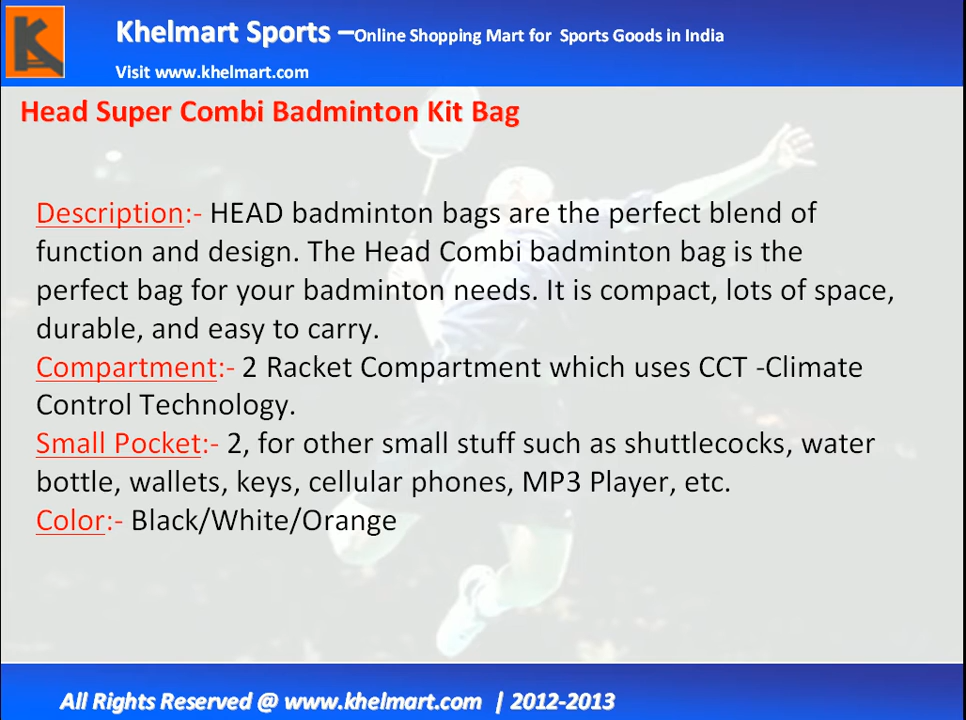 Khelmart Sports –Online Shopping Mart for Sports Goods in India
Visit www.khelmart.com
Head Super Combi Badminton Kit Bag
Description:- HEAD badminton bags are the perfect blend of
function and design. The Head Combi badminton bag is the
perfect bag for your badminton needs. It is compact, lots of space,
durable, and easy to carry.
Compartment:- 2 Racket Compartment which uses CCT -Climate
Control Technology.
Small Pocket:- 2, for other small stuff such as shuttlecocks, water
bottle, wallets, keys, cellular phones, MP3 Player, etc.
Color:- Black/White/Orange
All Rights Reserved @ www.khelmart.com | 2012-2013